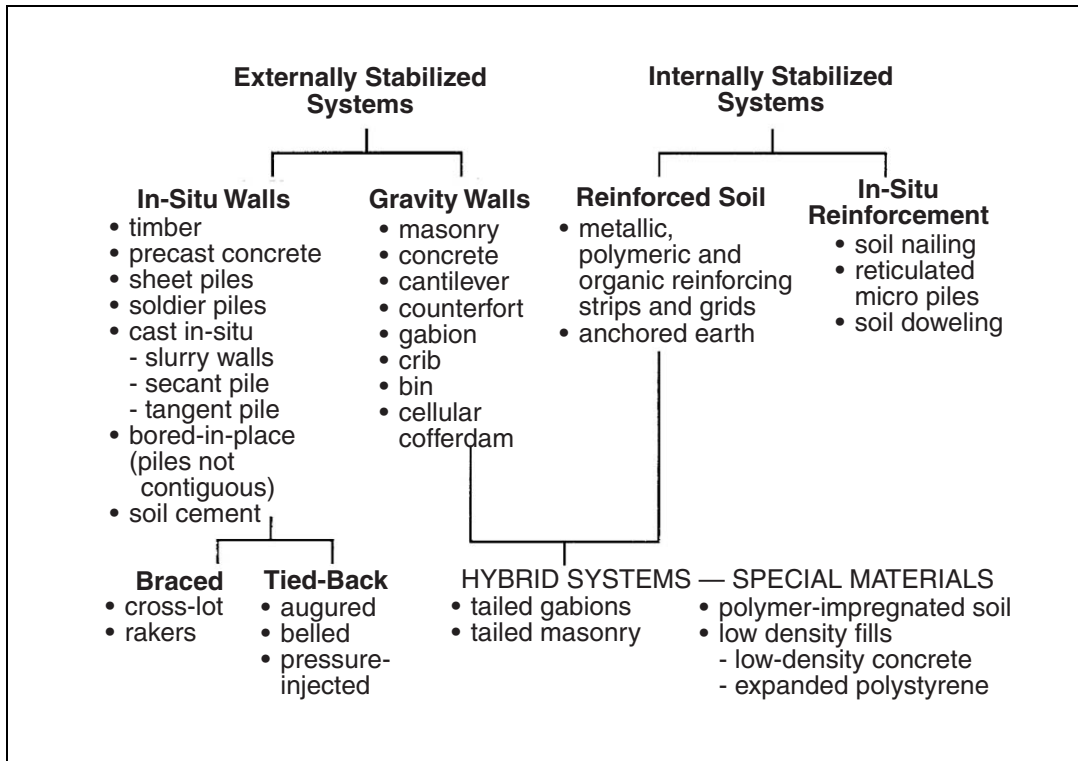 Externally Stabilized
Systems
In-Situ Walls
• timber
• precast concrete
• sheet piles
• soldier piles
• cast in-situ
- slurry walls
- secant pile
- tangent pile
• bored-in-place
(piles not
contiguous)
• soil cement
Braced
• cross-lot
• rakers
Tied-Back
• augured
• belled
• pressure-
injected
Gravity Walls
• masonry
• concrete
• cantilever
• counterfort
• gabion
• crib
• bin
• cellular
cofferdam
Internally Stabilized
Systems
Reinforced Soil
• metallic,
polymeric and
organic reinforcing
strips and grids
• anchored earth
In-Situ
Reinforcement
• soil nailing
• reticulated
micro piles
• soil doweling
HYBRID SYSTEMS — SPECIAL MATERIALS
• tailed gabions
• tailed masonry
• polymer-impregnated soil
• low density fills
- low-density concrete
- expanded polystyrene